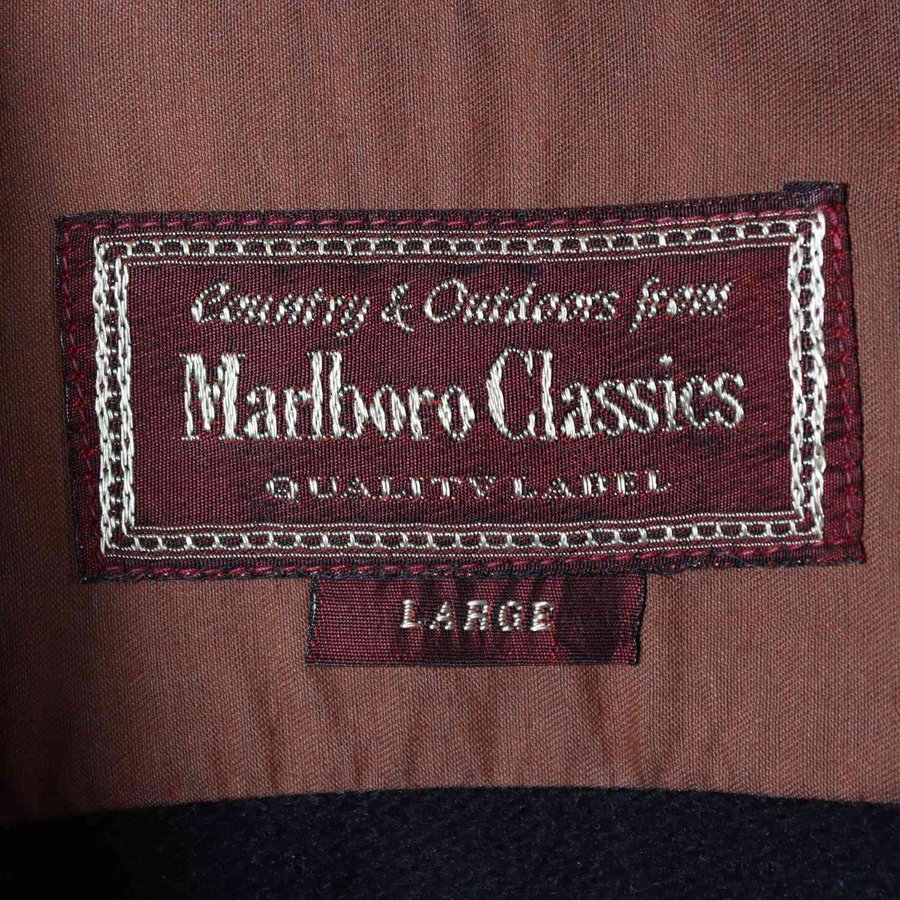 Country & Outdoors from
Marlboro Classics
QUALITY LABEL
LARGE